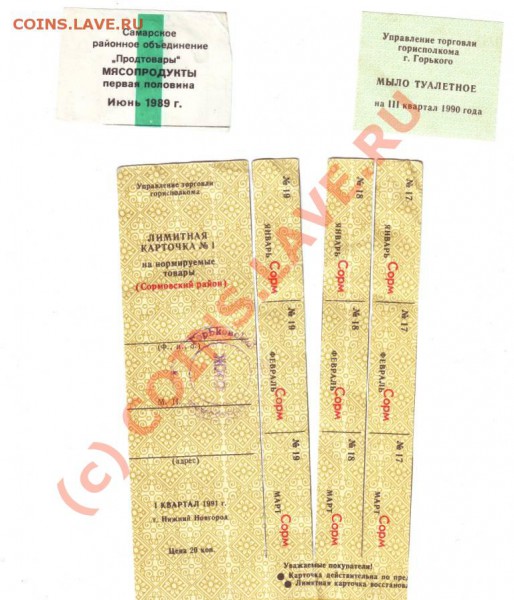 COINS.LAVE.RU
Самарское
районное объединение
„Продтовары"
МЯСОПРОДУКТЫ
первая половина
Июнь 1989 г.
Управление торговли
горисполкома
г. Горького
МЫЛО ТУАЛЕТНОЕ
на III квартал 1990 года
Управление торговли
горисполкома
ЛИМИТНАЯ
КАРТОЧКА № 1
на нормируемые
товары
(Сормовский район)
(Ф., и., о.)
М. П.
(адрес)
I КВАРТАЛ 1991 г.
г. Нижний Новгород
Цена 20 коп.
№ 19
ЯНВАРЬ Сорм
№ 19
ФЕВРАЛЬ Сорм
№ 19
МАРТ Сорм
№ 18
ЯНВАРЬ Сорм
№ 18
ФЕВРАЛЬ Сорм
№ 18
МАРТ Сорм
№ 17
ЯНВАРЬ Сорм
№ 17
ФЕВРАЛЬ Сорм
№ 17
МАРТ Сорм
Уважаемые покупатели!
● Карточка действительна по пред
● Лимитная карточка восстанов
(c) COINS.LAVE.RU